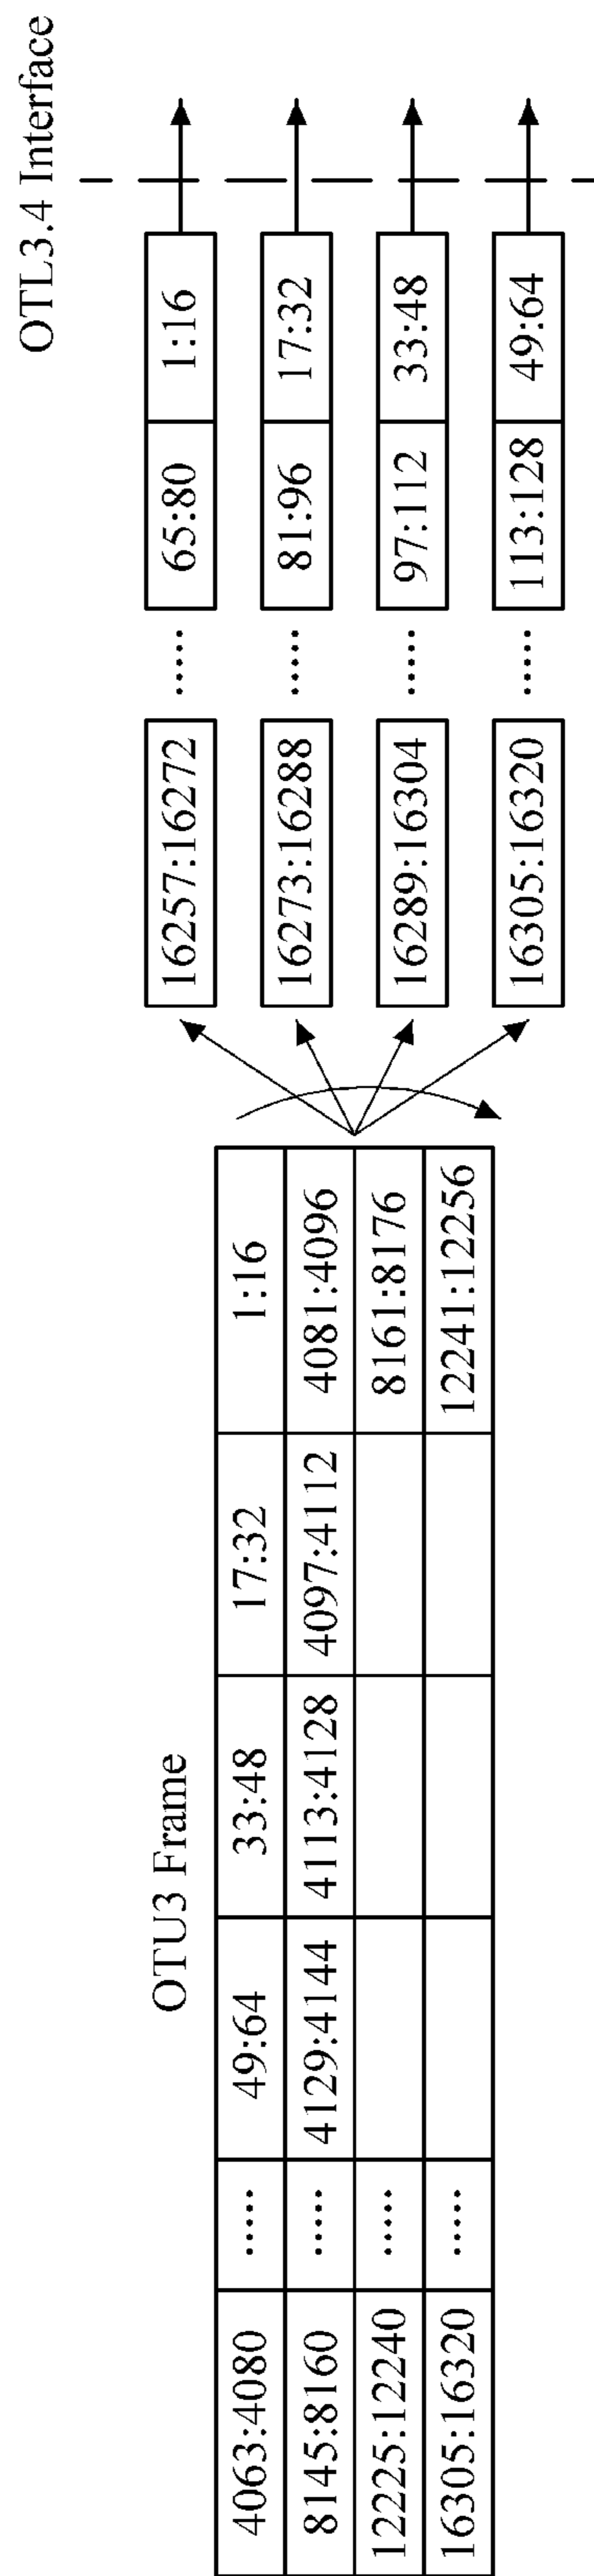 OTU3 Frame
4063:4080 ..... 49:64 33:48 17:32 1:16
8145:8160 ..... 4129:4144 4113:4128 4097:4112 4081:4096
12225:12240 ..... 8161:8176
16305:16320 ..... 12241:12256
OTL3.4 Interface
16257:16272 ..... 65:80 1:16
16273:16288 ..... 81:96 17:32
16289:16304 ..... 97:112 33:48
16305:16320 ..... 113:128 49:64